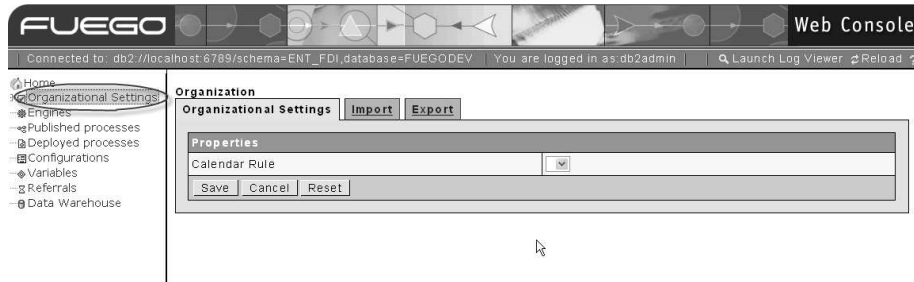 FUEGO
Web Console
Connected to: db2://localhost:6789/schema=ENT_FDI,database=FUEGODEV | You are logged in as:db2admin | Launch Log Viewer Reload ?
Home
Organizational Settings
Engines
Published processes
Deployed processes
Configurations
Variables
Referrals
Data Warehouse
Organization
Organizational Settings Import Export
Properties
Calendar Rule
Save Cancel Reset